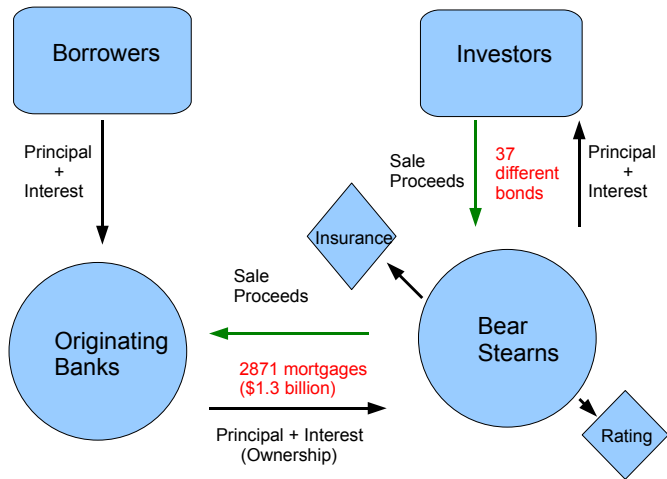 Borrowers
Investors
Principal
+
Interest
Sale
Proceeds
37
different
bonds
Principal
+
Interest
Insurance
Sale
Proceeds
Originating
Banks
Bear
Stearns
2871 mortgages
($1.3 billion)
Principal + Interest
(Ownership)
Rating